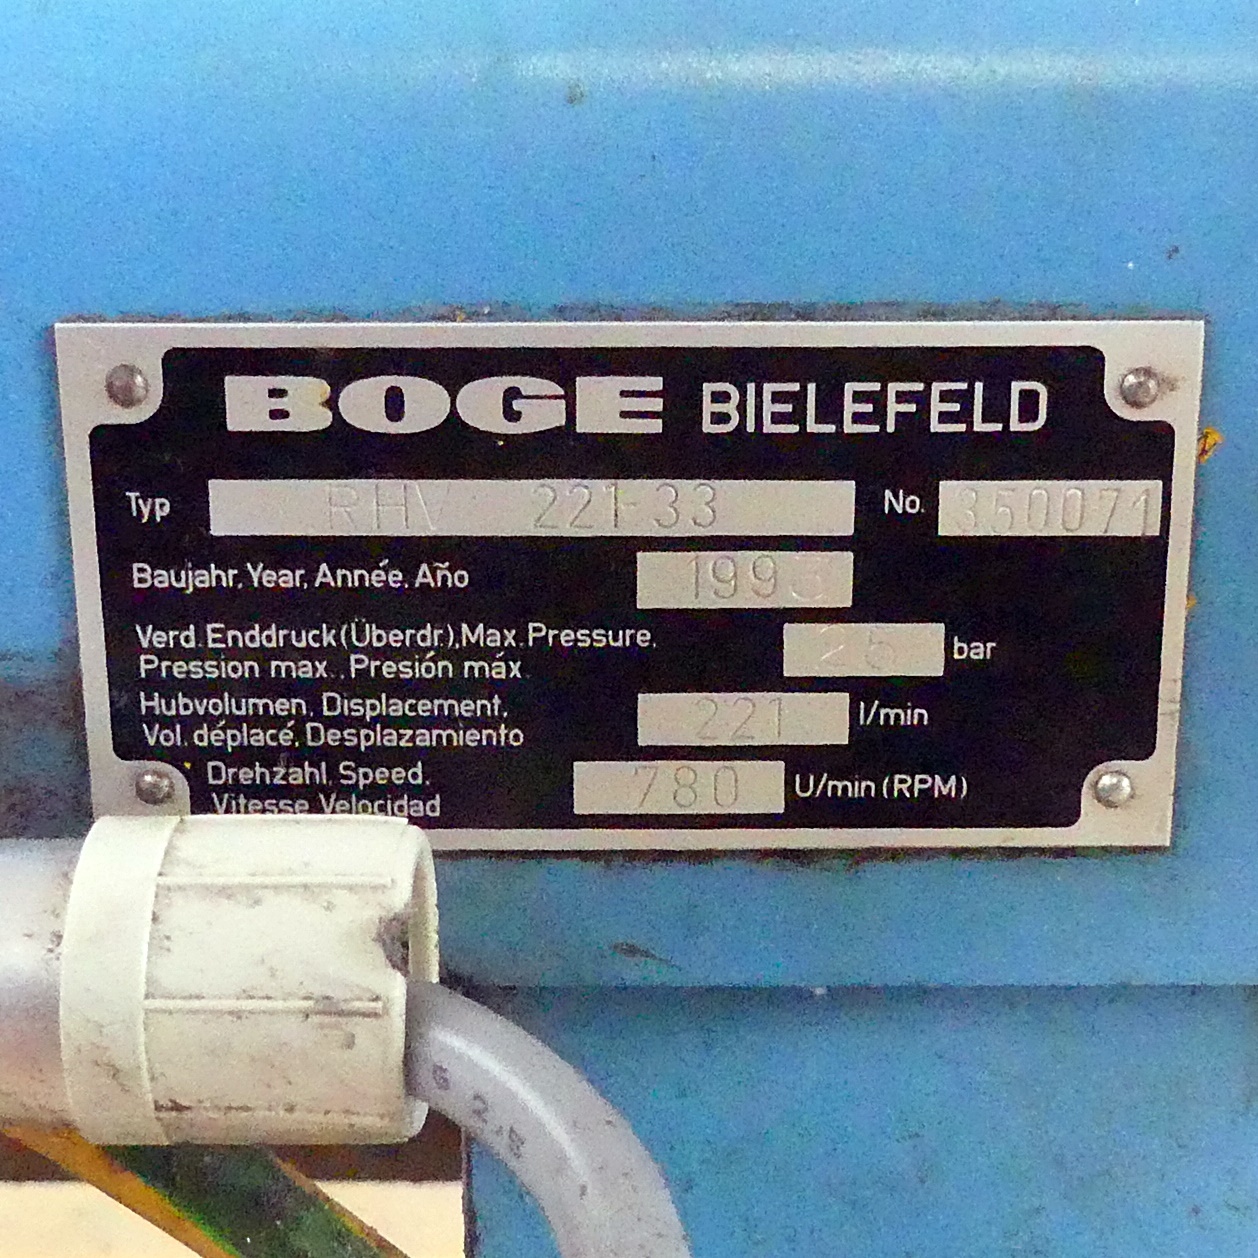 BOGE BIELEFELD
Typ RHV 221-33 No. 350071
Baujahr, Year, Année, Año 1993
Verd. Enddruck (Überdr.), Max. Pressure,
Pression max., Presión máx. 25 bar
Hubvolumen, Displacement,
Vol. déplacé, Desplazamiento 221 l/min
Drehzahl, Speed,
Vitesse Velocidad 780 U/min (RPM)